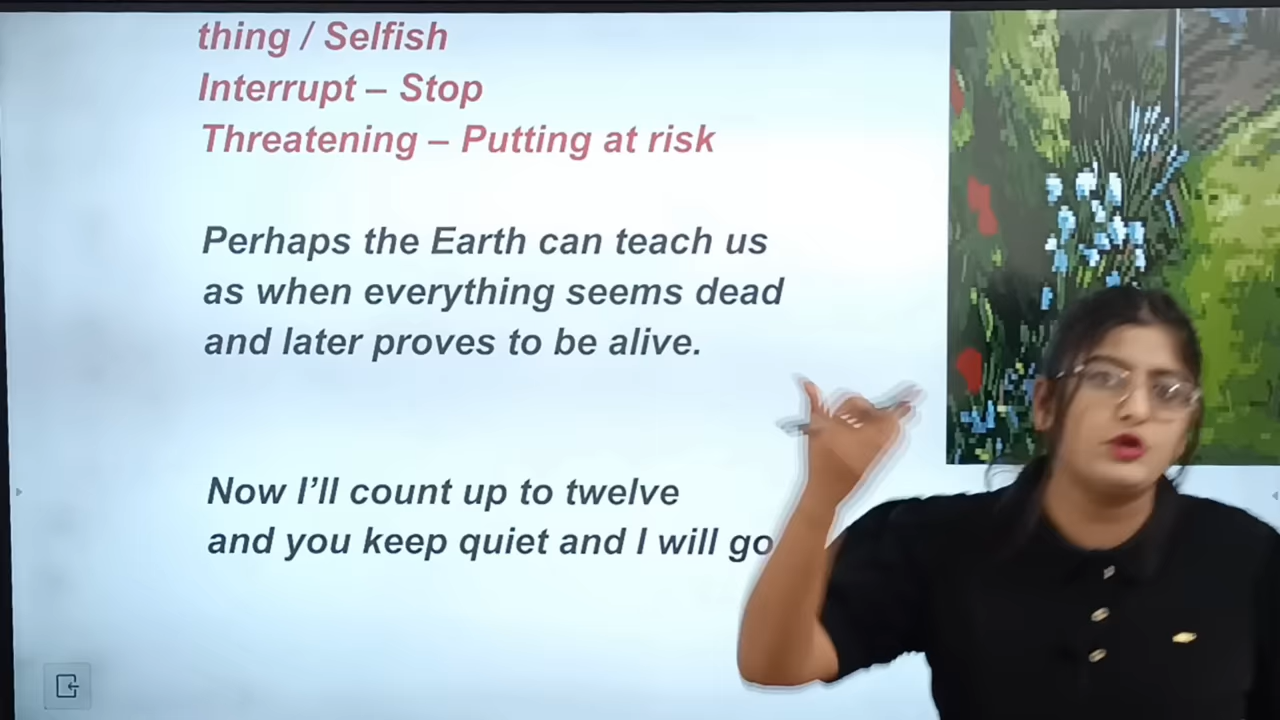 thing / Selfish
Interrupt – Stop
Threatening – Putting at risk
Perhaps the Earth can teach us
as when everything seems dead
and later proves to be alive.
Now I’ll count up to twelve
and you keep quiet and I will go